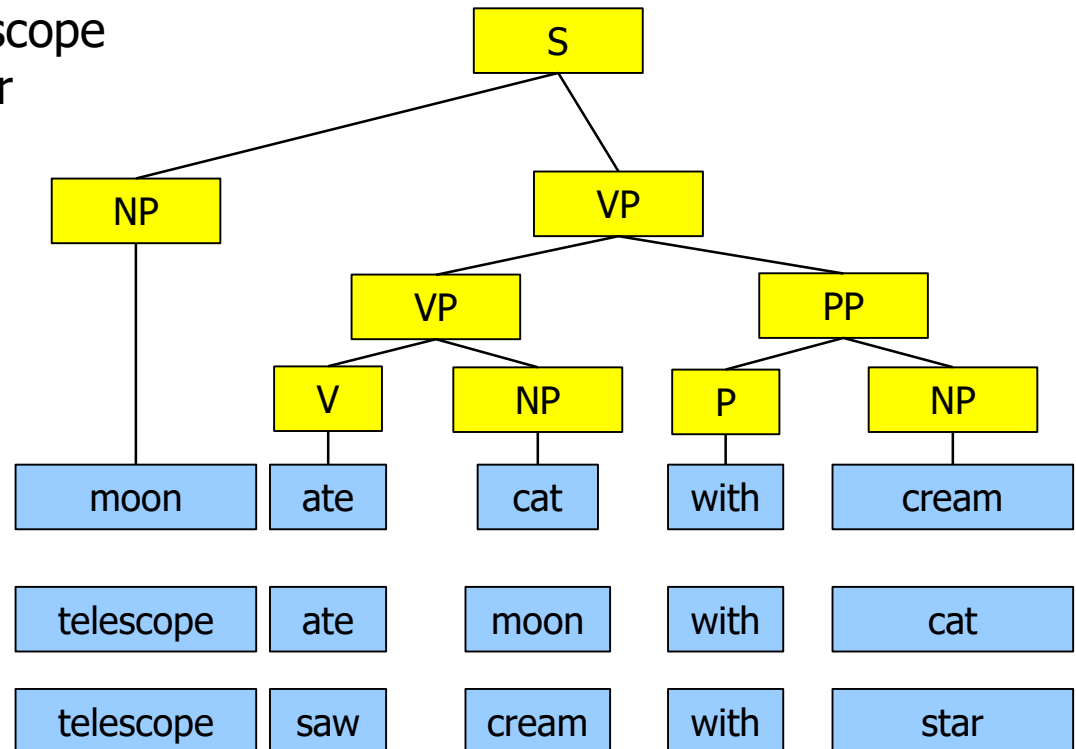 S
NP VP
VP PP
V NP P NP
moon ate cat with cream
telescope ate moon with cat
telescope saw cream with star